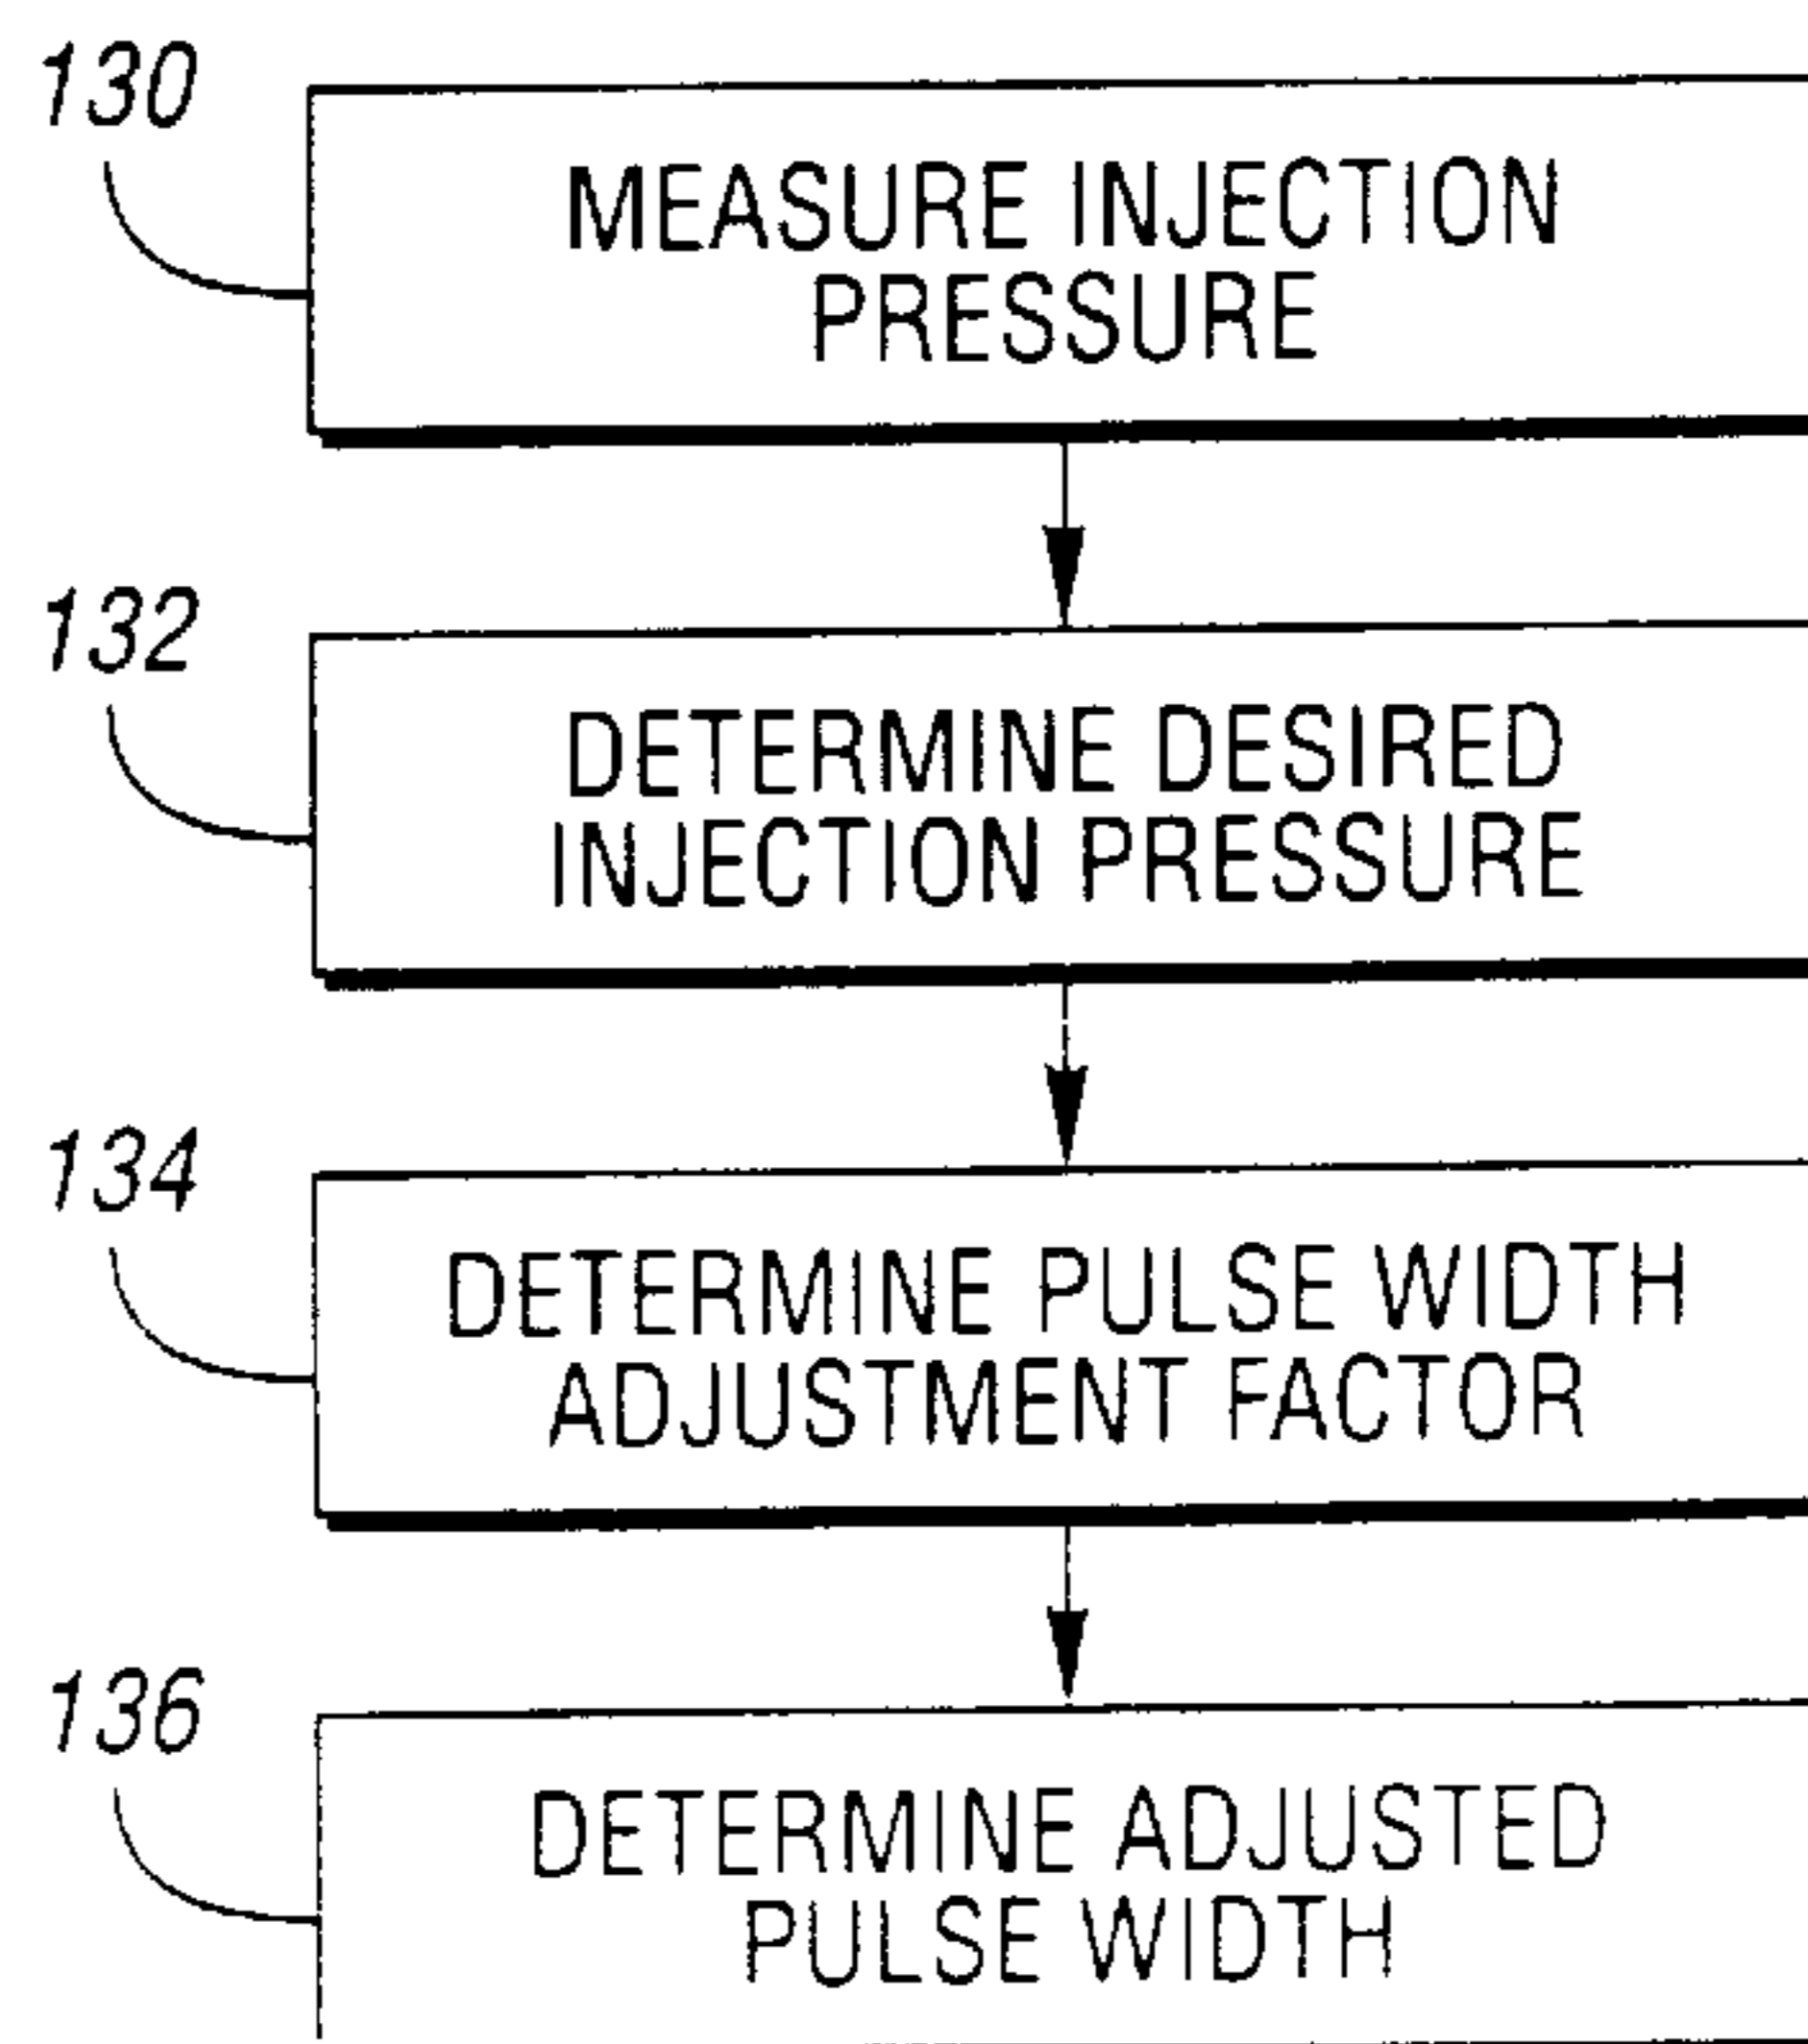 130
MEASURE INJECTION
PRESSURE
132
DETERMINE DESIRED
INJECTION PRESSURE
134
DETERMINE PULSE WIDTH
ADJUSTMENT FACTOR
136
DETERMINE ADJUSTED
PULSE WIDTH